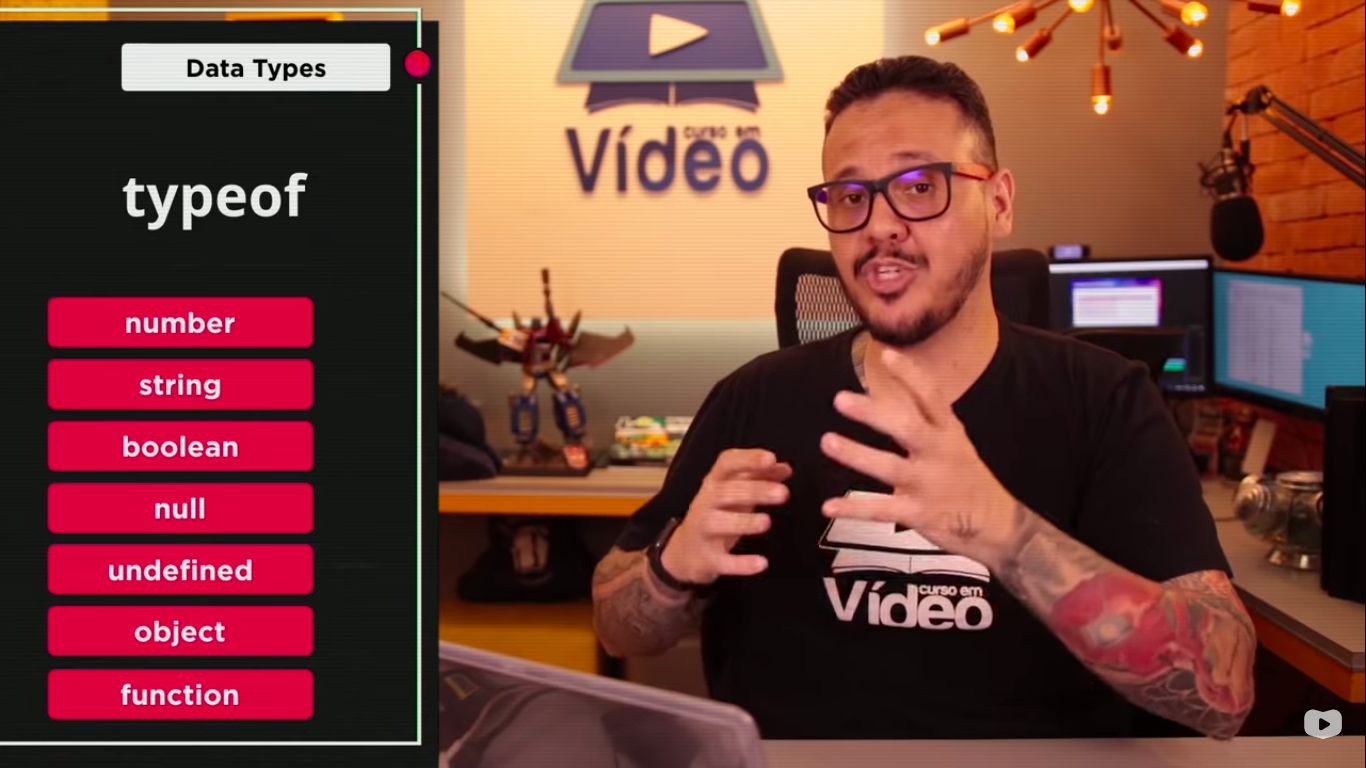 Data Types
typeof
number
string
boolean
null
undefined
object
function
curso em
Vídeo
curso em
Vídeo